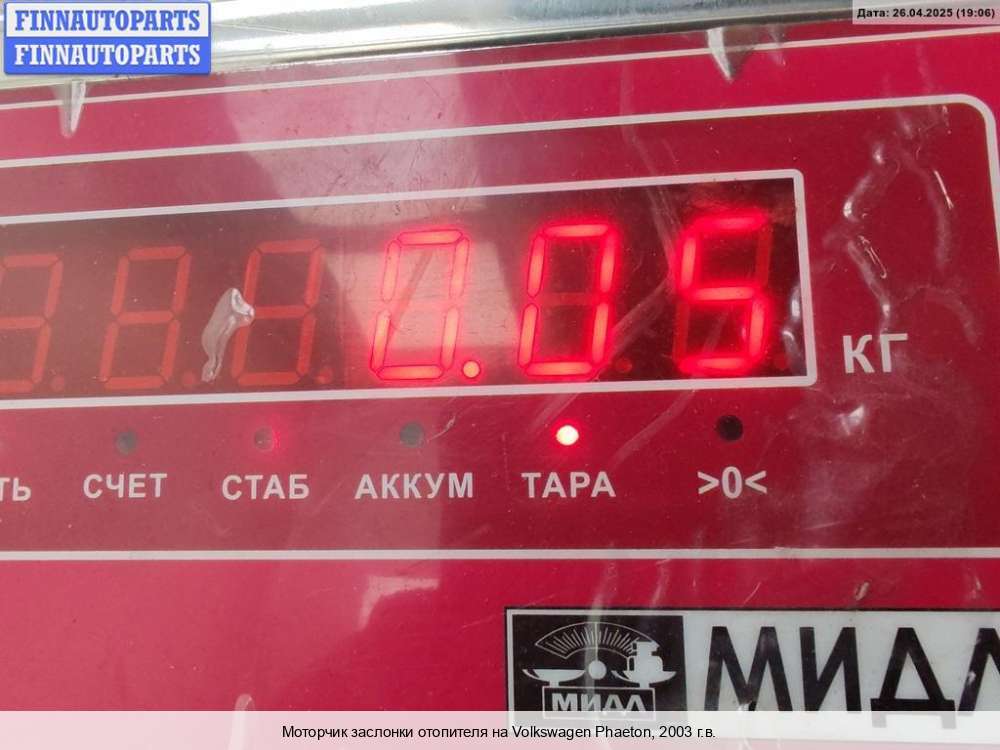 FINNAUTOPARTS
FINNAUTOPARTS
Дата: 26.04.2025 (19:06)
0.05
КГ
СЧЕТ СТАБ АККУМ ТАРА >0<
МИДЛ
МИДЛ
Моторчик заслонки отопителя на Volkswagen Phaeton, 2003 г.в.